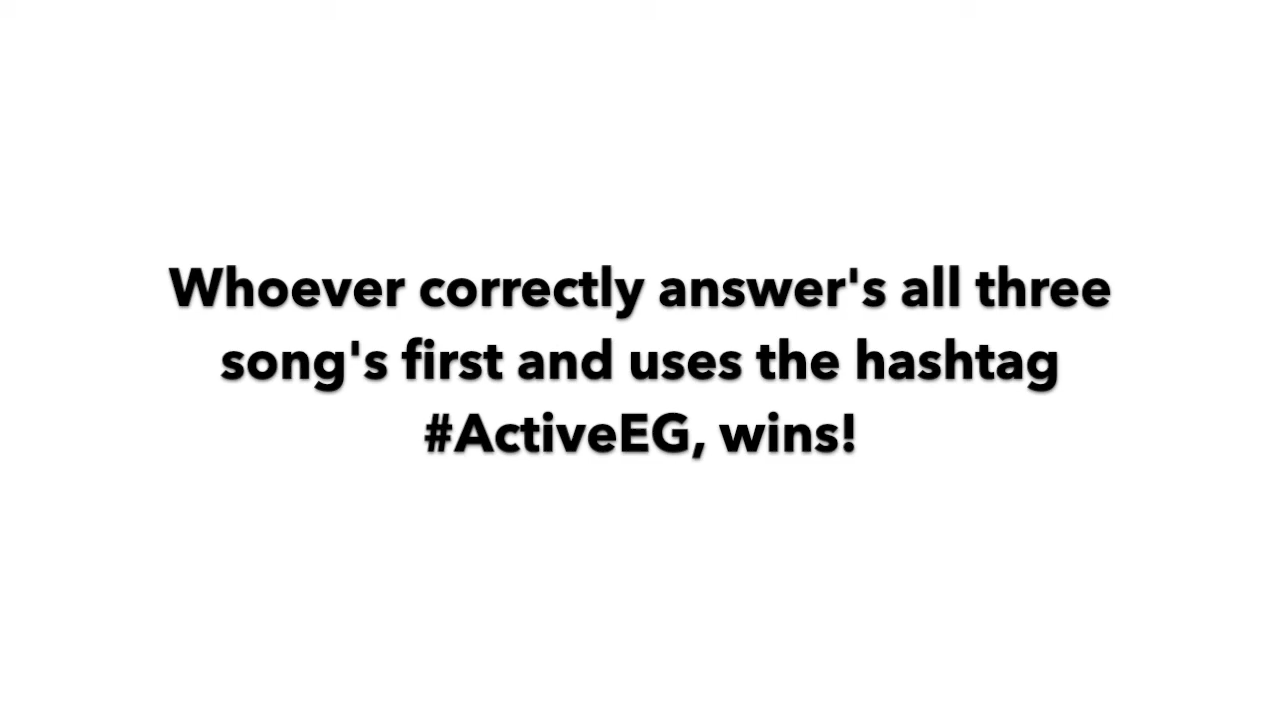 Whoever correctly answer's all three
song's first and uses the hashtag
#ActiveEG, wins!